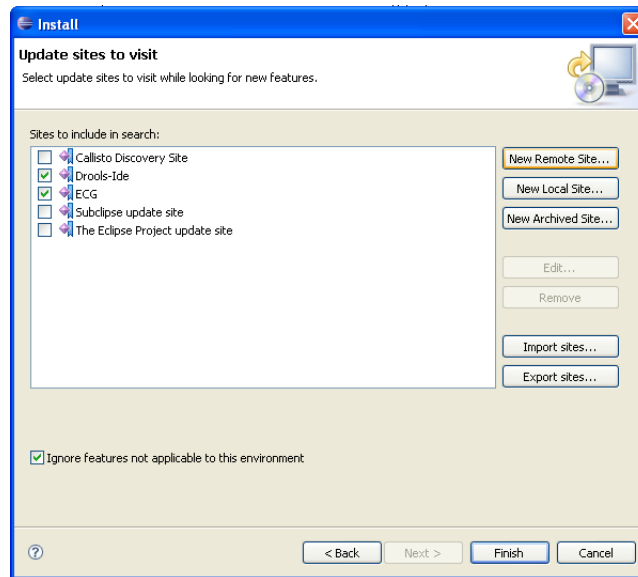 Install
Update sites to visit
Select update sites to visit while looking for new features.
Sites to include in search:
Callisto Discovery Site
Drools-Ide
ECG
Subclipse update site
The Eclipse Project update site
New Remote Site...
New Local Site...
New Archived Site...
Edit...
Remove
Import sites...
Export sites...
Ignore features not applicable to this environment
?
< Back
Next >
Finish
Cancel